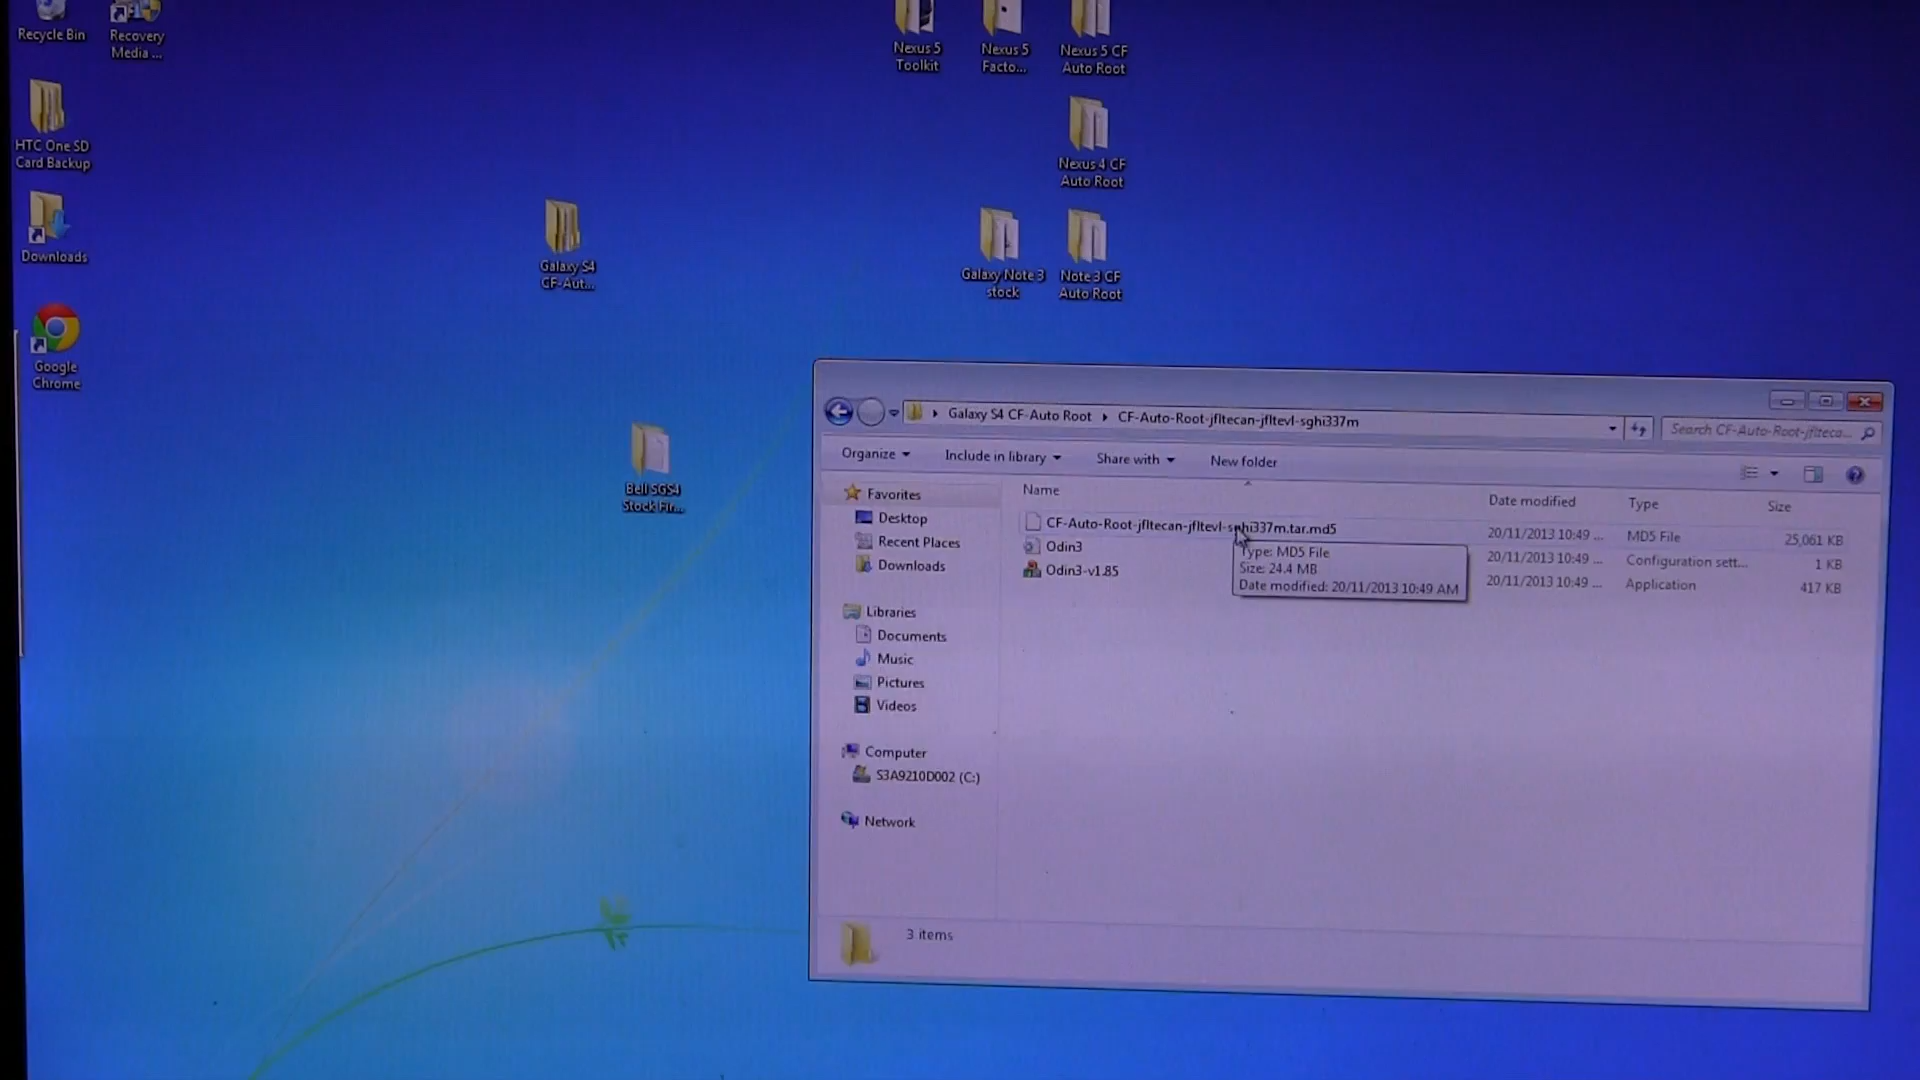 Recycle Bin
Recovery
Media ...
HTC One SD
Card Backup
Downloads
Google
Chrome
Galaxy S4
CF-Aut...
Bell SGS4
Stock Fir...
Nexus 5
Toolkit
Nexus 5
Facto...
Nexus 5 CF
Auto Root
Nexus 4 CF
Auto Root
Galaxy Note 3
stock
Note 3 CF
Auto Root
Galaxy S4 CF-Auto Root CF-Auto-Root-jfltecan-jfltevl-sghi337m
Search CF-Auto-Root-jflteca...
Organize Include in library Share with New folder
Name Date modified Type Size
CF-Auto-Root-jfltecan-jfltevl-sghi337m.tar.md5 20/11/2013 10:49 ... MD5 File 25,061 KB
Odin3 20/11/2013 10:49 ... Configuration sett... 1 KB
Odin3-v1.85 20/11/2013 10:49 ... Application 417 KB
Type: MD5 File
Size: 24.4 MB
Date modified: 20/11/2013 10:49 AM
Favorites
Desktop
Recent Places
Downloads
Libraries
Documents
Music
Pictures
Videos
Computer
S3A9210D002 (C:)
Network
3 items